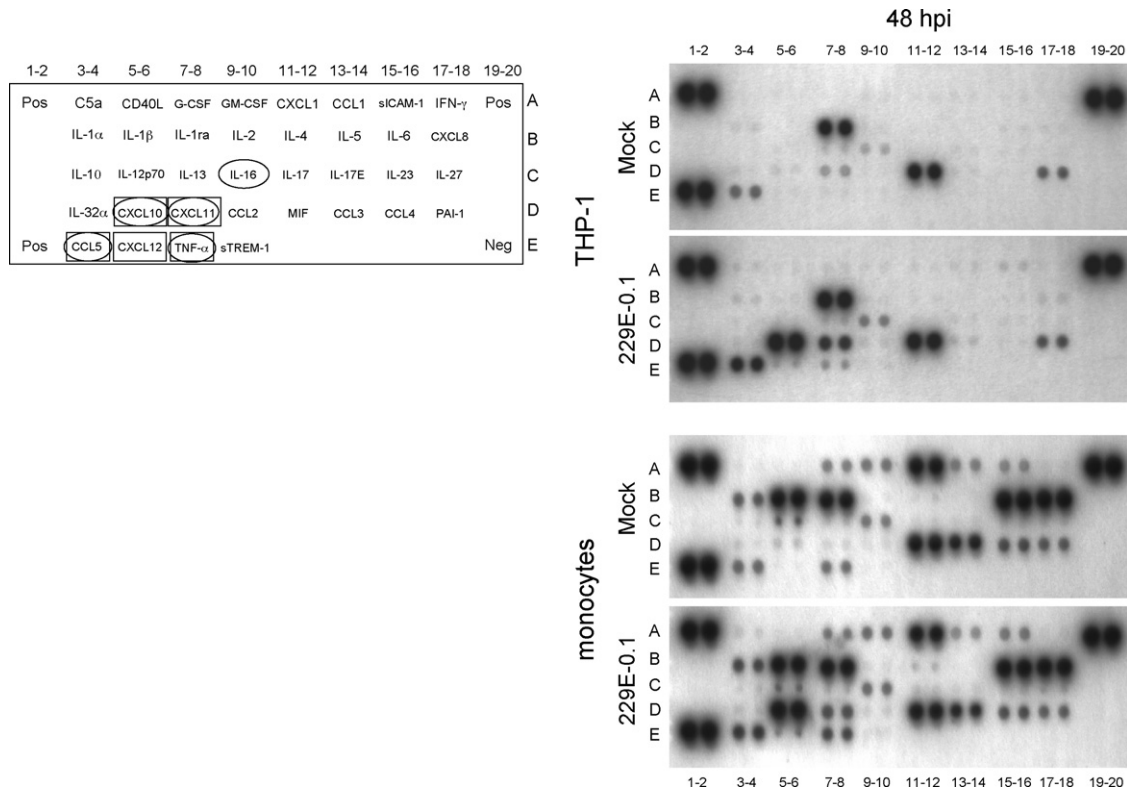 48 hpi
1-2 3-4 5-6 7-8 9-10 11-12 13-14 15-16 17-18 19-20
Pos C5a CD40L G-CSF GM-CSF CXCL1 CCL1 sICAM-1 IFN-γ Pos A
IL-1α IL-1β IL-1ra IL-2 IL-4 IL-5 IL-6 CXCL8 B
IL-10 IL-12p70 IL-13 IL-16 IL-17 IL-17E IL-23 IL-27 C
IL-32α CXCL10 CXCL11 CCL2 MIF CCL3 CCL4 PAI-1 D
Pos CCL5 CXCL12 TNF-α sTREM-1 Neg E
1-2 3-4 5-6 7-8 9-10 11-12 13-14 15-16 17-18 19-20
THP-1
Mock
A
B
C
D
E
229E-0.1
A
B
C
D
E
monocytes
Mock
A
B
C
D
E
229E-0.1
A
B
C
D
E
1-2 3-4 5-6 7-8 9-10 11-12 13-14 15-16 17-18 19-20